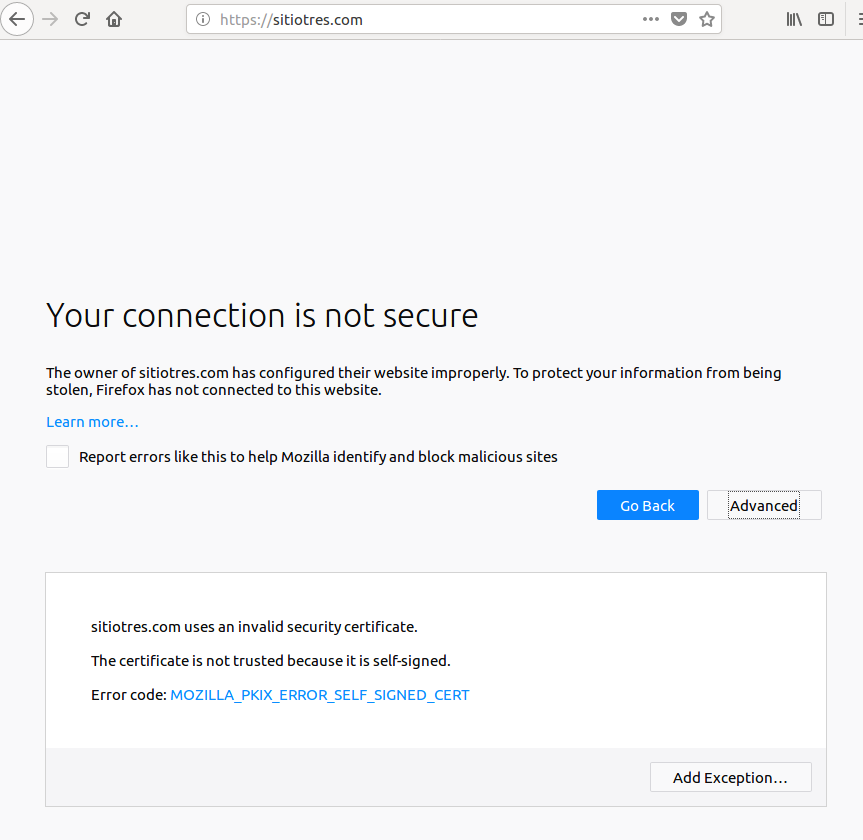 https://sitiotres.com
Your connection is not secure
The owner of sitiotres.com has configured their website improperly. To protect your information from being
stolen, Firefox has not connected to this website.
Learn more…
Report errors like this to help Mozilla identify and block malicious sites
Go Back
Advanced
sitiotres.com uses an invalid security certificate.
The certificate is not trusted because it is self-signed.
Error code: MOZILLA_PKIX_ERROR_SELF_SIGNED_CERT
Add Exception…